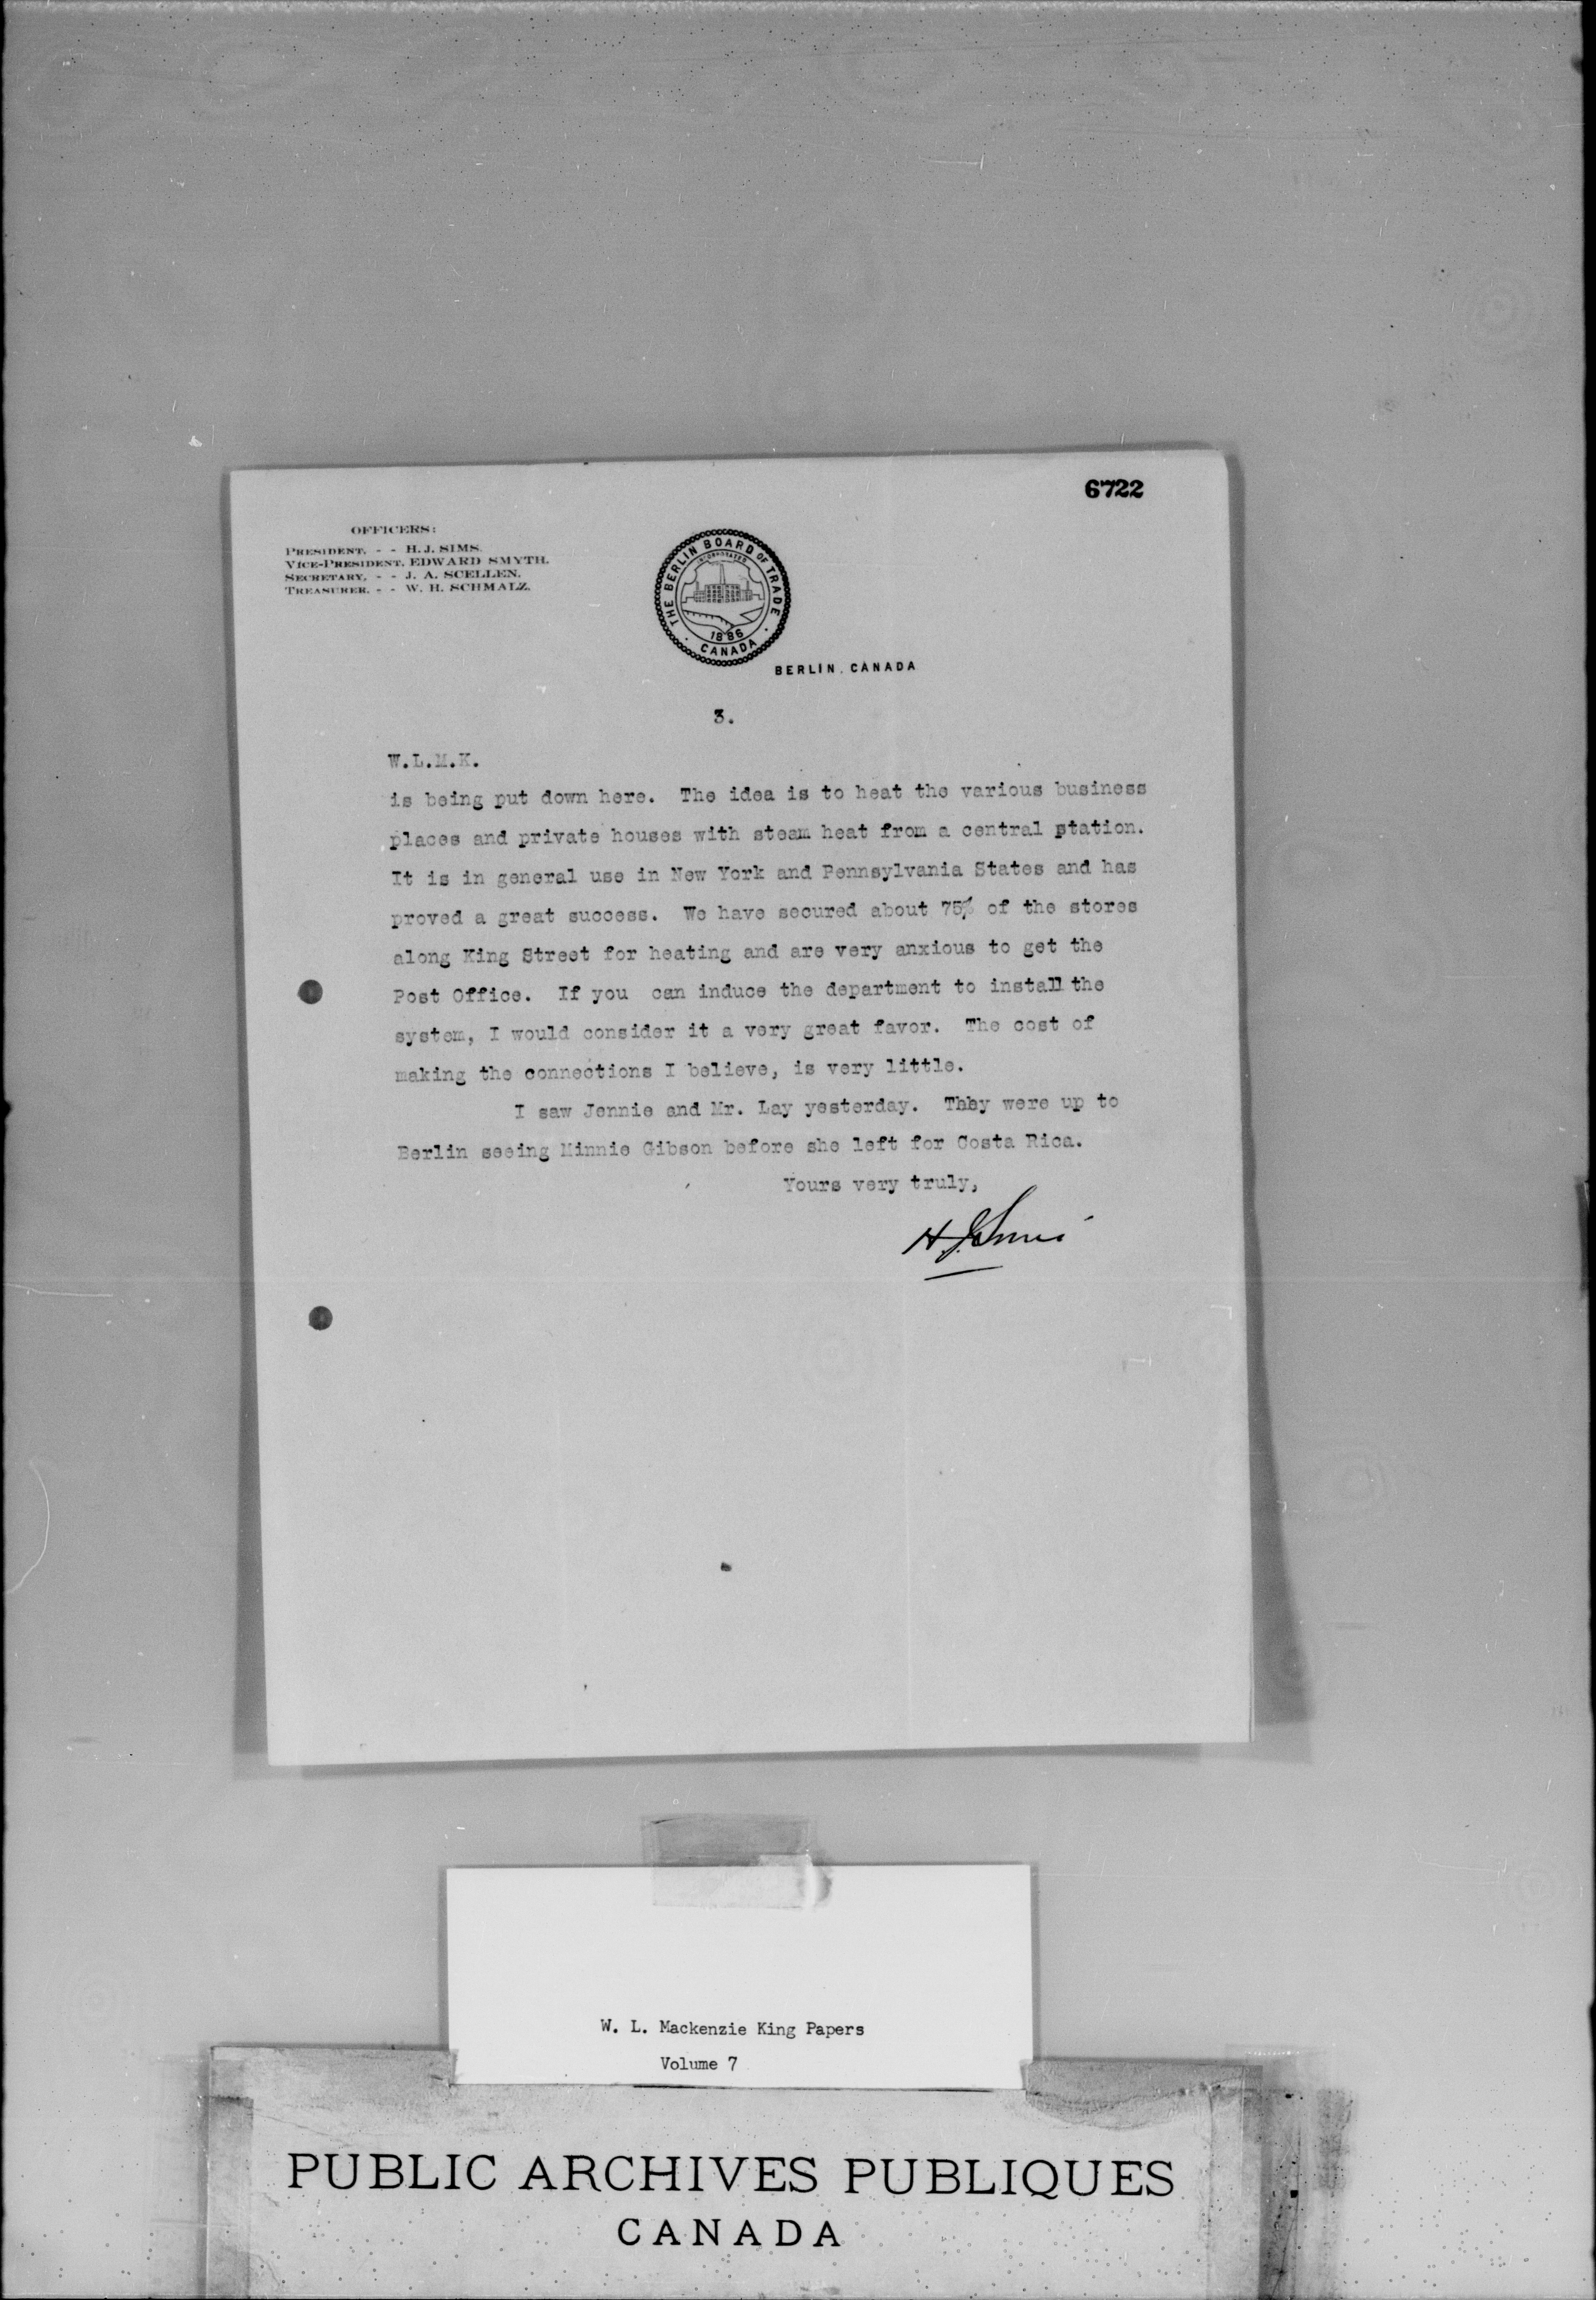 6722
OFFICERS:
PRESIDENT, - - H. J. SIMS.
VICE-PRESIDENT, EDWARD SMYTH.
SECRETARY, - - J. A. SCELLEN.
TREASURER, - - W. H. SCHMALZ.
THE BERLIN BOARD OF TRADE
INCORPORATED
1886
CANADA
BERLIN, CANADA
3.
W.L.M.K.
is being put down here. The idea is to heat the various business
places and private houses with steam heat from a central station.
It is in general use in New York and Pennsylvania States and has
proved a great success. We have secured about 75% of the stores
along King Street for heating and are very anxious to get the
Post Office. If you can induce the department to install the
system, I would consider it a very great favor. The cost of
making the connections I believe, is very little.
I saw Jennie and Mr. Lay yesterday. They were up to
Berlin seeing Minnie Gibson before she left for Costa Rica.
Yours very truly,
H. J. Sims
W. L. Mackenzie King Papers
Volume 7
PUBLIC ARCHIVES PUBLIQUES
CANADA